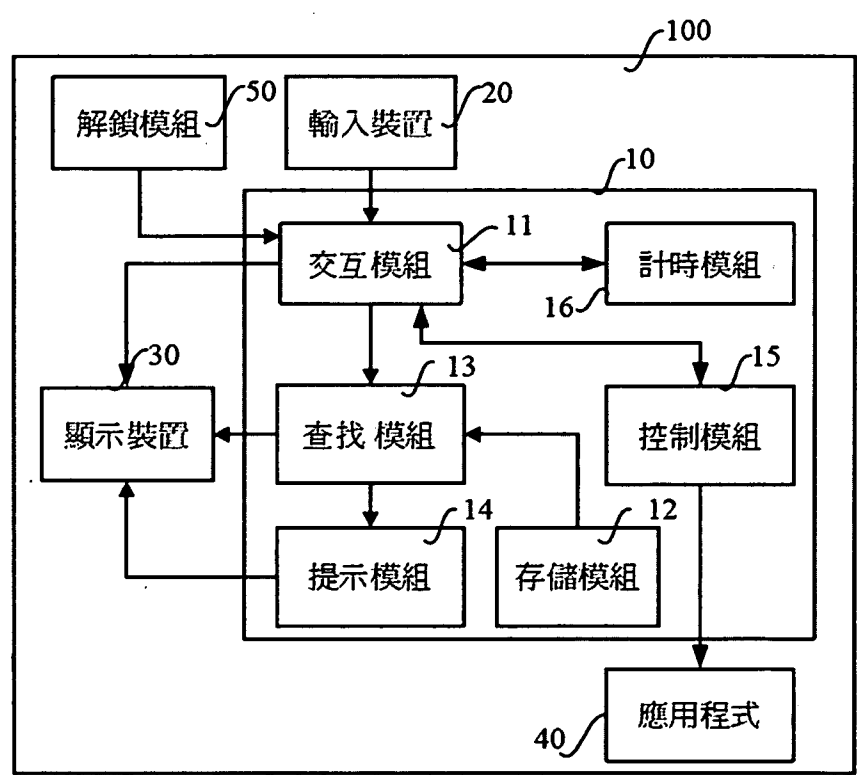 100
50
20
解鎖模組
輸入裝置
10
11
交互模組
計時模組
16
30
13
15
顯示裝置
查找 模組
控制模組
14
12
提示模組
存儲模組
應用程式
40